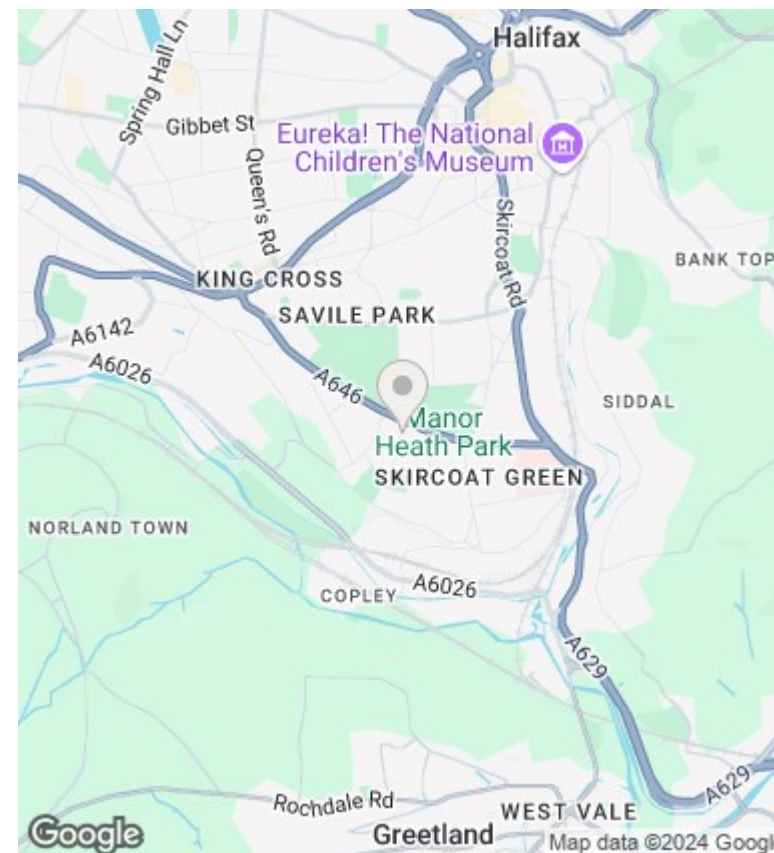 Halifax
Spring Hall Ln
Gibbet St
Eureka! The National
Children's Museum
Queen's Rd
Skircoat Rd
BANK TOP
KING CROSS
SAVILE PARK
A6142
A6026
A646
SIDDAL
Manor
Heath Park
SKIRCOAT GREEN
NORLAND TOWN
A6026
COPLEY
A629
A629
Rochdale Rd
WEST VALE
Greetland
Google
Map data ©2024 Googl